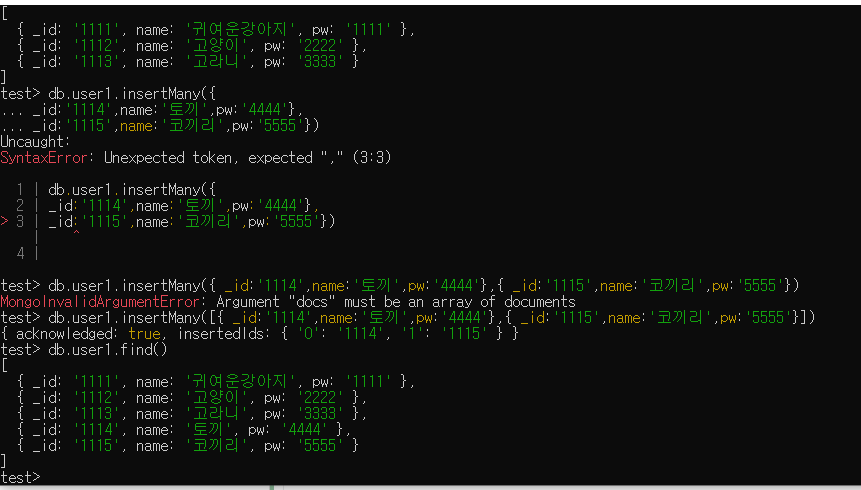 [
  { _id: '1111', name: '귀여운강아지', pw: '1111' },
  { _id: '1112', name: '고양이', pw: '2222' },
  { _id: '1113', name: '고라니', pw: '3333' }
]
test> db.user1.insertMany({
... _id:'1114',name:'토끼',pw:'4444'},
... _id:'1115',name:'코끼리',pw:'5555'})
Uncaught:
SyntaxError: Unexpected token, expected "," (3:3)
  1 | db.user1.insertMany({
  2 | _id:'1114',name:'토끼',pw:'4444'},
> 3 | _id:'1115',name:'코끼리',pw:'5555'})
    |    ^
  4 |
test> db.user1.insertMany({ _id:'1114',name:'토끼',pw:'4444'},{ _id:'1115',name:'코끼리',pw:'5555'})
MongoInvalidArgumentError: Argument "docs" must be an array of documents
test> db.user1.insertMany([{ _id:'1114',name:'토끼',pw:'4444'},{ _id:'1115',name:'코끼리',pw:'5555'}])
{ acknowledged: true, insertedIds: { '0': '1114', '1': '1115' } }
test> db.user1.find()
[
  { _id: '1111', name: '귀여운강아지', pw: '1111' },
  { _id: '1112', name: '고양이', pw: '2222' },
  { _id: '1113', name: '고라니', pw: '3333' },
  { _id: '1114', name: '토끼', pw: '4444' },
  { _id: '1115', name: '코끼리', pw: '5555' }
]
test>